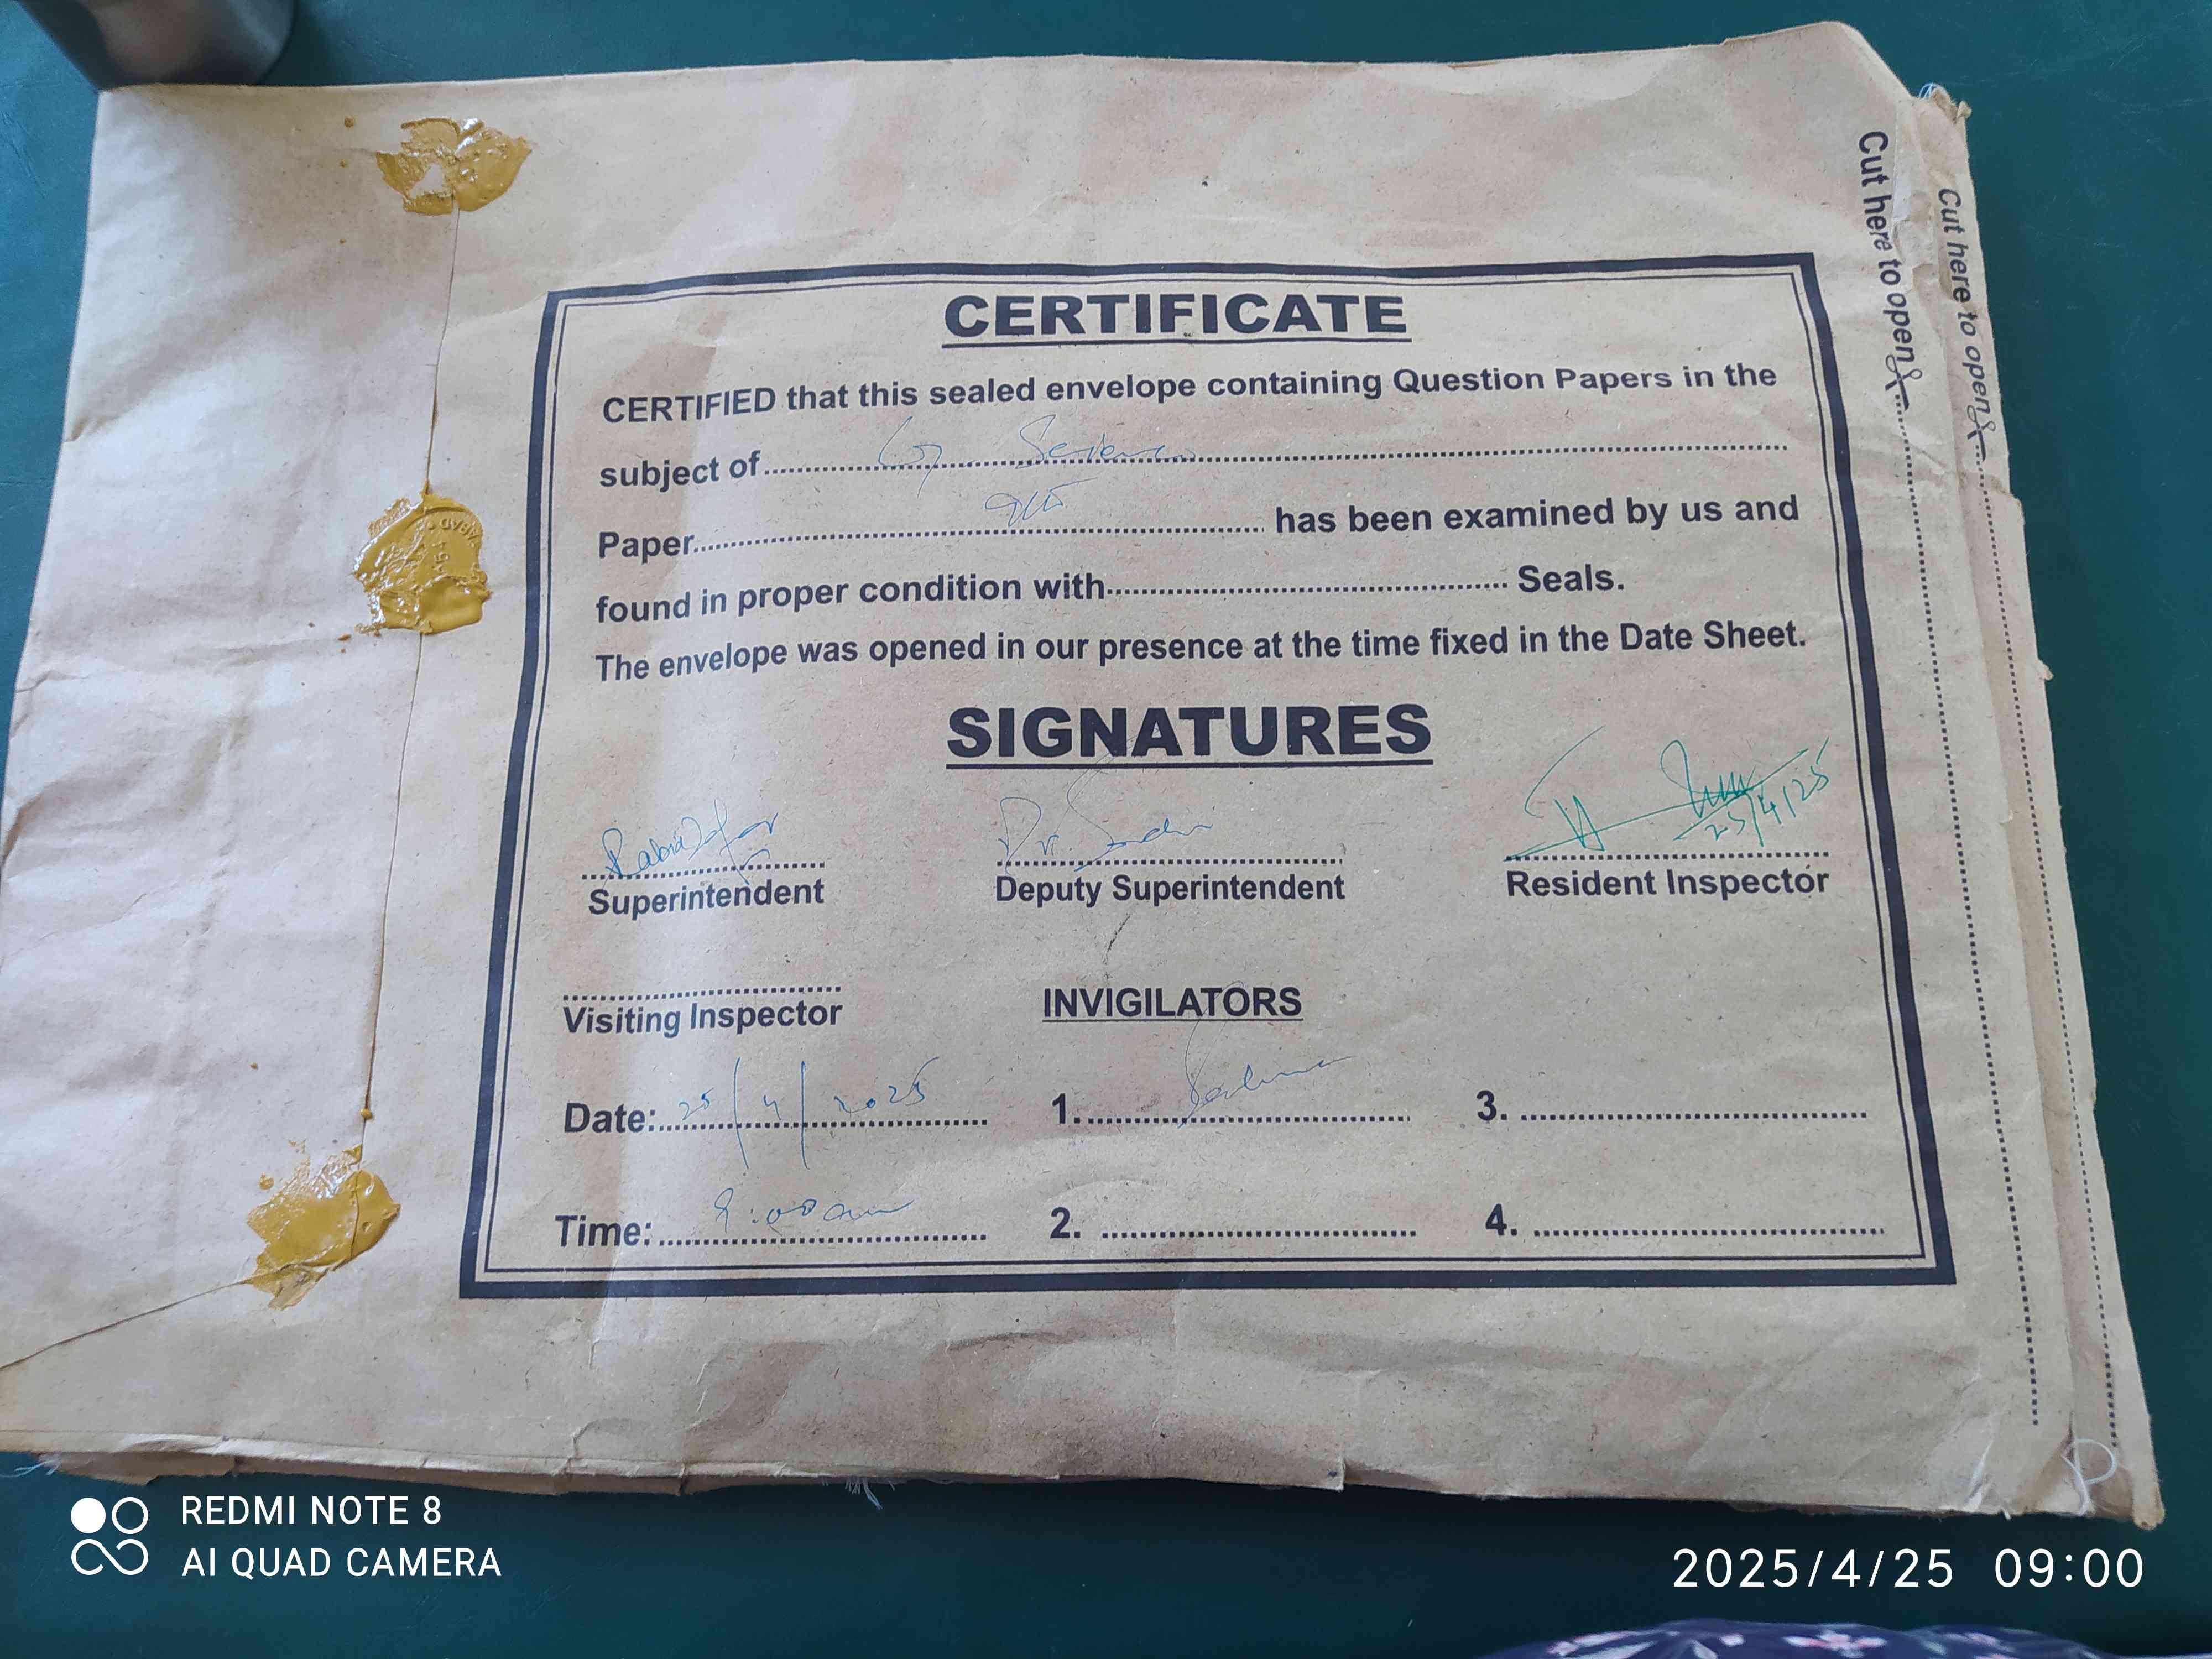 CERTIFICATE
CERTIFIED that this sealed envelope containing Question Papers in the
subject of G Science
Paper 9th has been examined by us and
found in proper condition with Seals.
The envelope was opened in our presence at the time fixed in the Date Sheet.
SIGNATURES
25/4/25
Superintendent Deputy Superintendent Resident Inspector
Visiting Inspector INVIGILATORS
Date: 25/4/2025 1. 3.
Time: 9:00 am 2. 4.
Cut here to open
Cut here to open
REDMI NOTE 8
AI QUAD CAMERA
2025/4/25 09:00